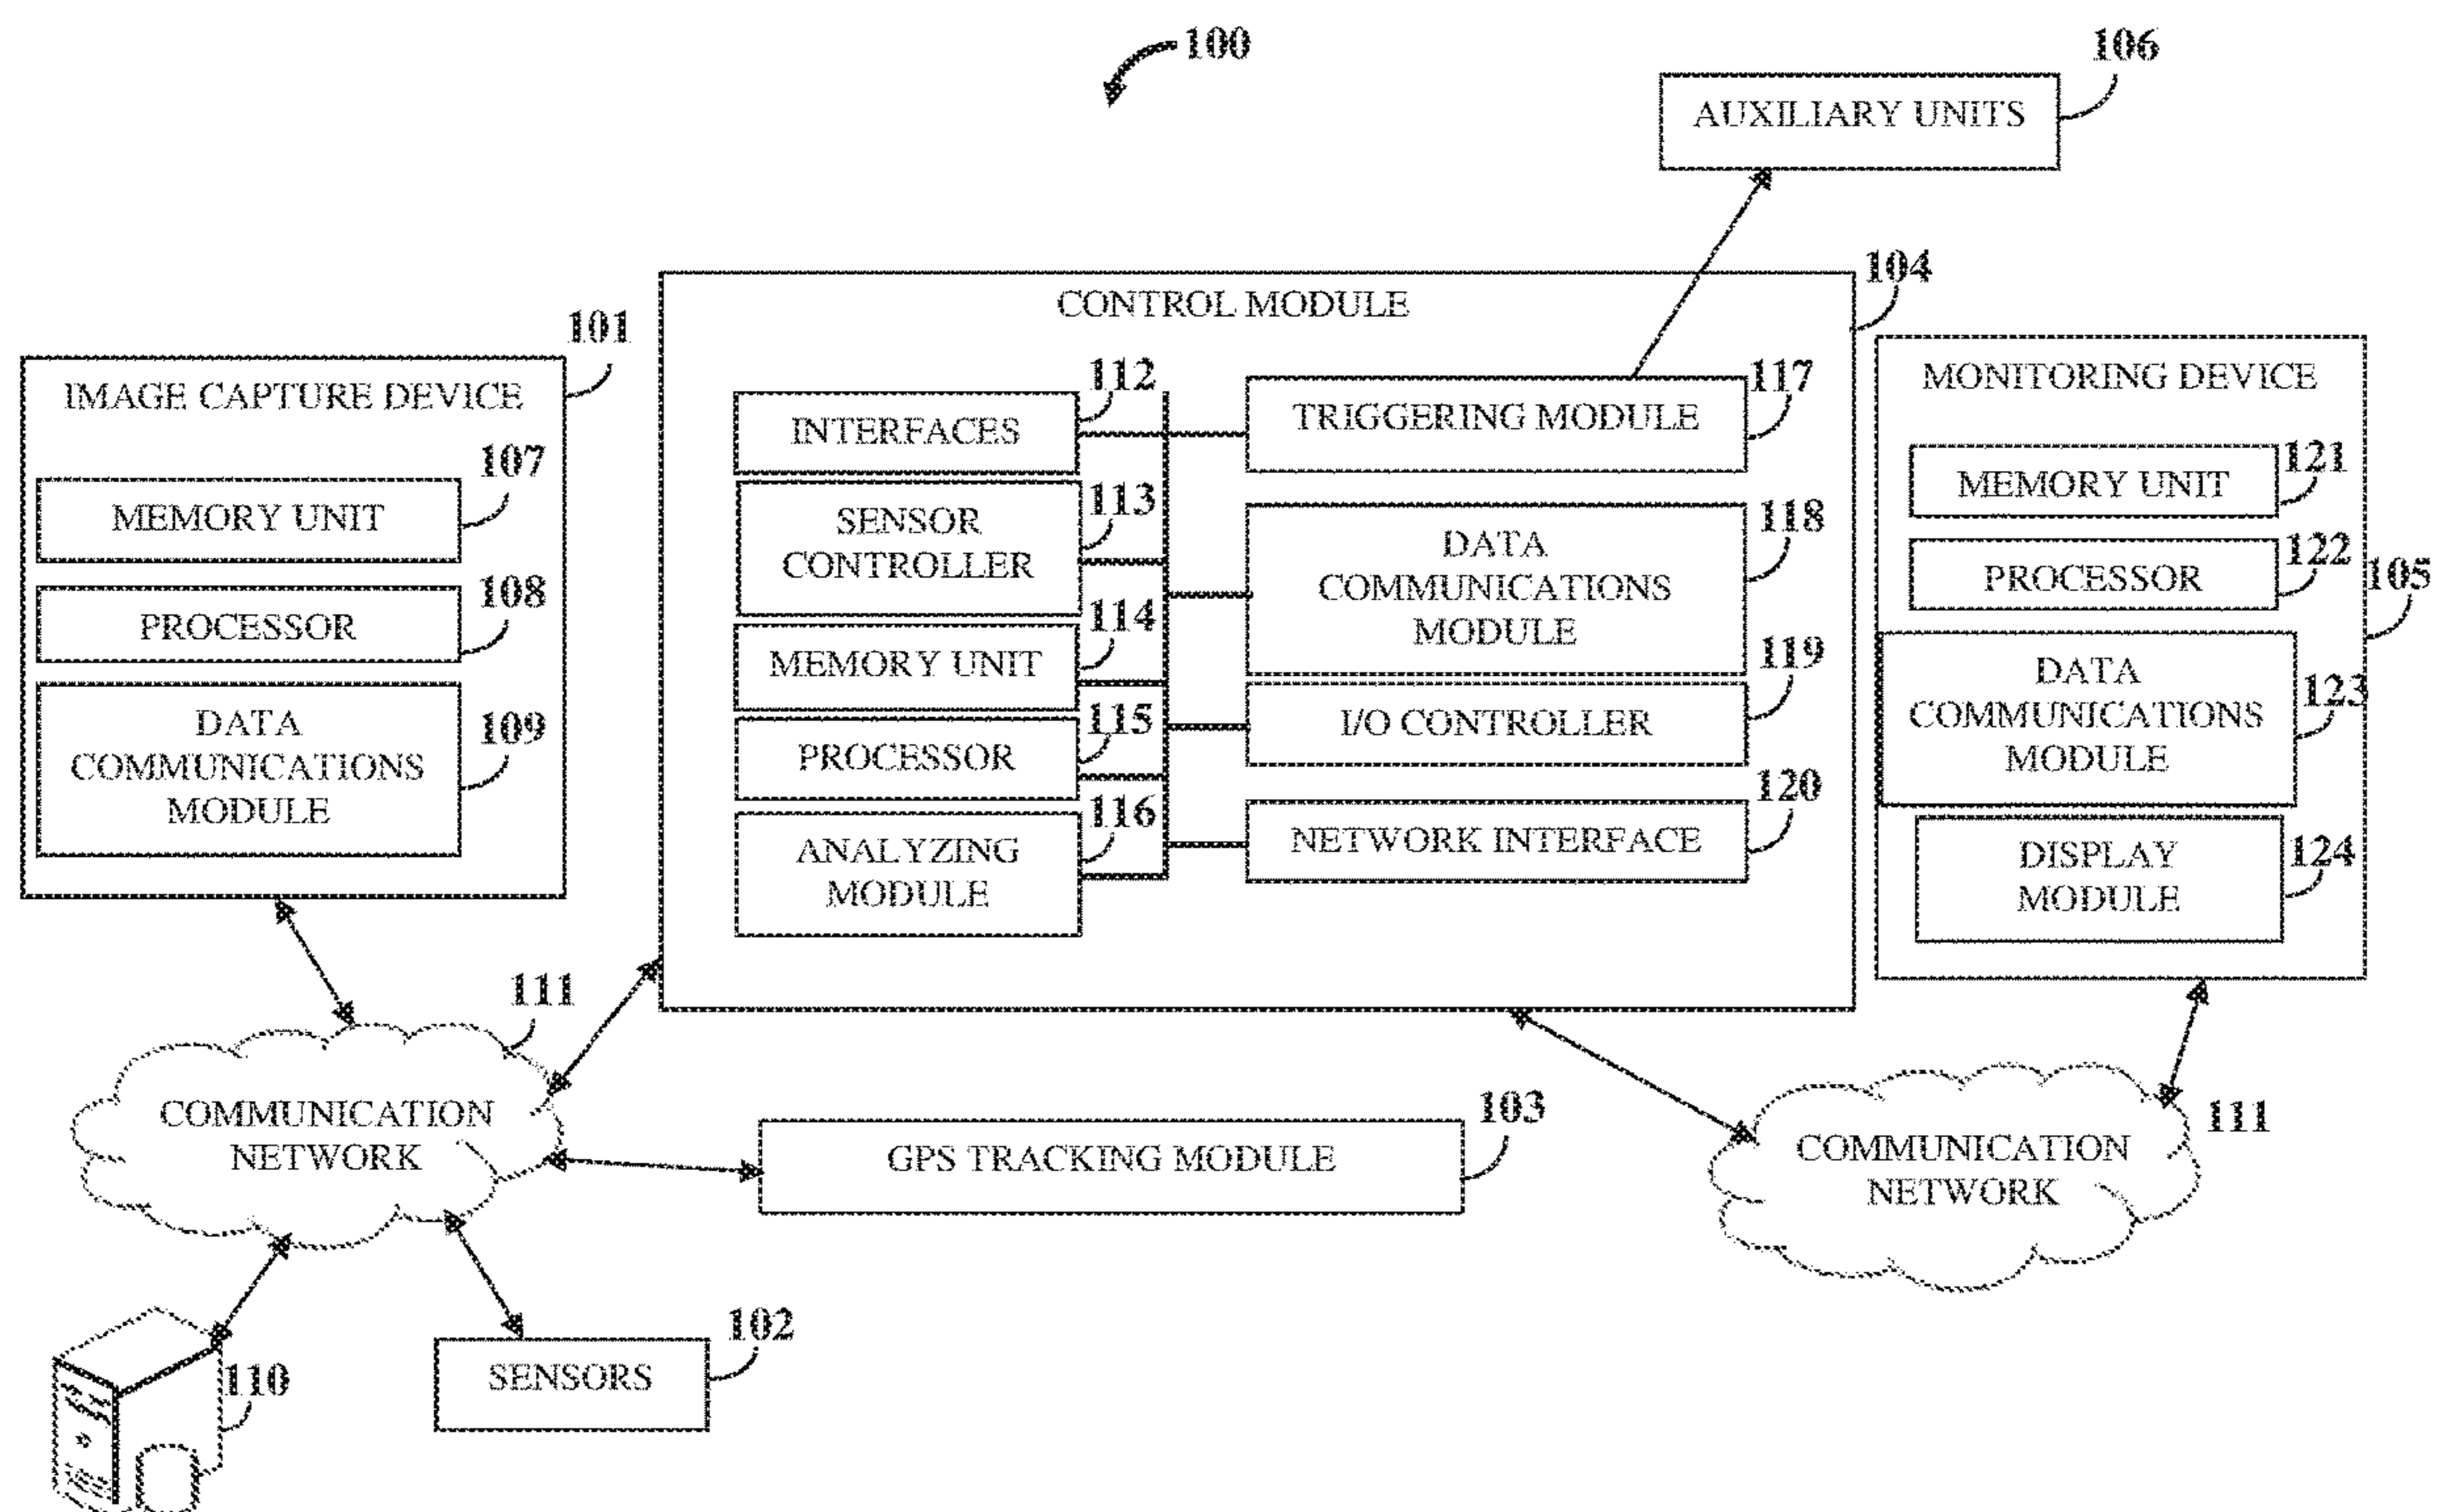 100
106
AUXILIARY UNITS
104
CONTROL MODULE
101
IMAGE CAPTURE DEVICE
107
MEMORY UNIT
108
PROCESSOR
109
DATA
COMMUNICATIONS
MODULE
112
INTERFACES
113
SENSOR
CONTROLLER
114
MEMORY UNIT
115
PROCESSOR
116
ANALYZING
MODULE
117
TRIGGERING MODULE
118
DATA
COMMUNICATIONS
MODULE
119
I/O CONTROLLER
120
NETWORK INTERFACE
MONITORING DEVICE
121
MEMORY UNIT
122
PROCESSOR
105
DATA
COMMUNICATIONS
MODULE
123
DISPLAY
MODULE
124
111
COMMUNICATION
NETWORK
103
GPS TRACKING MODULE
111
COMMUNICATION
NETWORK
102
SENSORS
110